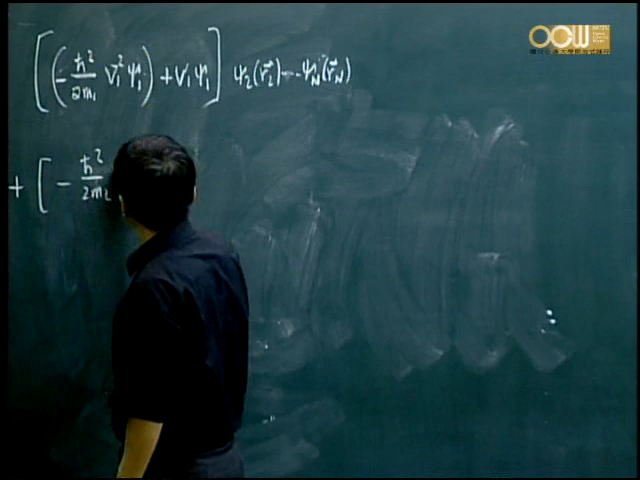 OCW
[(-ħ²/2m₁ ∇₁²ψ₁) + V₁ψ₁] ψ₂(r⃗₂)---ψ_N(r⃗_N)
+ [ - ħ²/2m₂